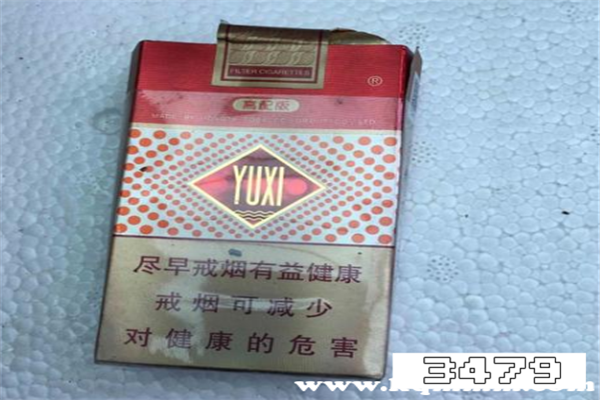 FILTER CIGARETTES
®
高配版
YUXI
尽早戒烟有益健康
戒烟可减少
对健康的危害
3479